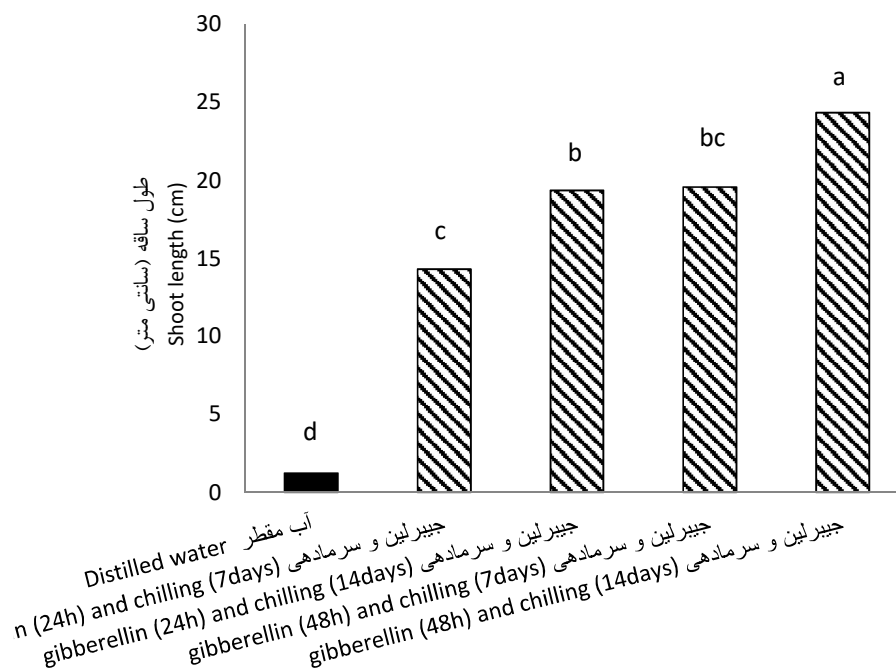 30
25
20
15
10
5
0
طول ساقه (سانتی متر)
Shoot length (cm)
d
c
b
bc
a
آب مقطر Distilled water
جیبرلین و سرمادهی n (24h) and chilling (7days)
جیبرلین و سرمادهی gibberellin (24h) and chilling (14days)
جیبرلین و سرمادهی gibberellin (48h) and chilling (7days)
جیبرلین و سرمادهی gibberellin (48h) and chilling (14days)